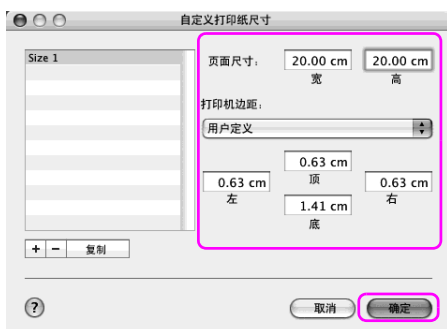 自定义打印纸尺寸
Size 1
页面尺寸:
20.00 cm
20.00 cm
宽
高
打印机边距:
用户定义
0.63 cm
顶
0.63 cm
左
0.63 cm
右
1.41 cm
底
+ − 复制
?
取消
确定